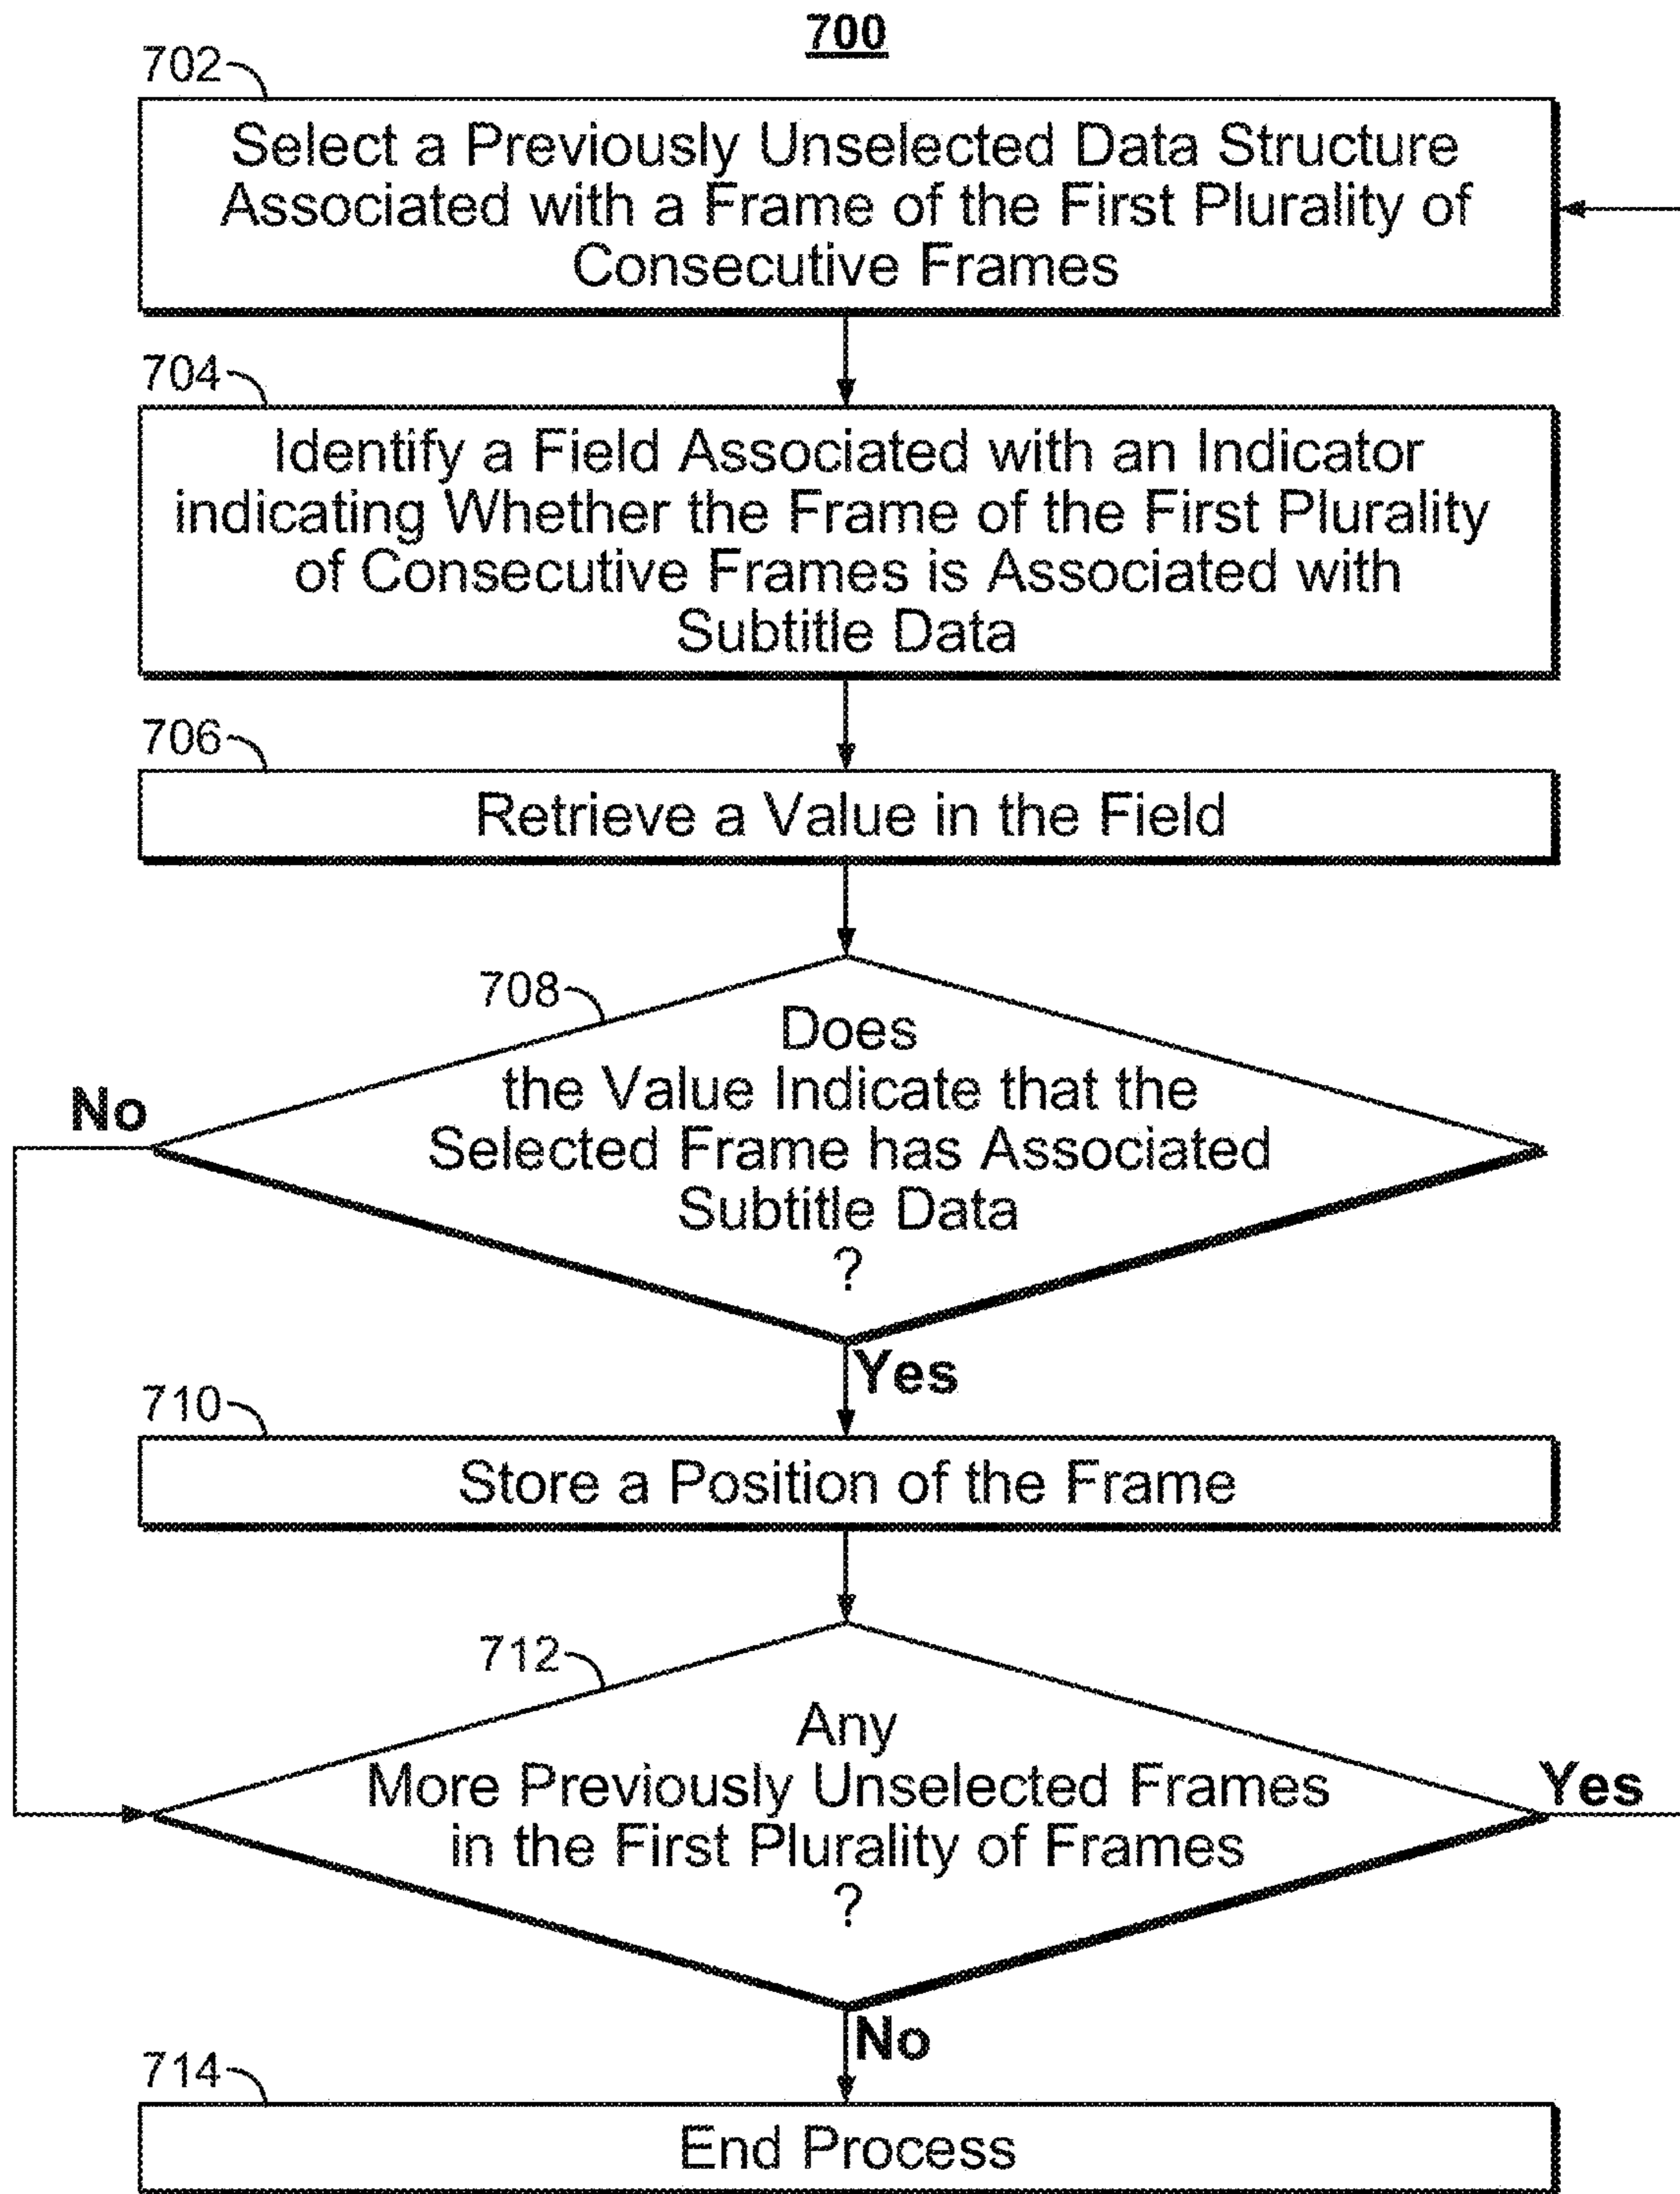 700
702
Select a Previously Unselected Data Structure
Associated with a Frame of the First Plurality of
Consecutive Frames
704
Identify a Field Associated with an Indicator
indicating Whether the Frame of the First Plurality
of Consecutive Frames is Associated with
Subtitle Data
706
Retrieve a Value in the Field
708
Does
the Value Indicate that the
Selected Frame has Associated
Subtitle Data
?
No
Yes
710
Store a Position of the Frame
712
Any
More Previously Unselected Frames
in the First Plurality of Frames
?
Yes
No
714
End Process